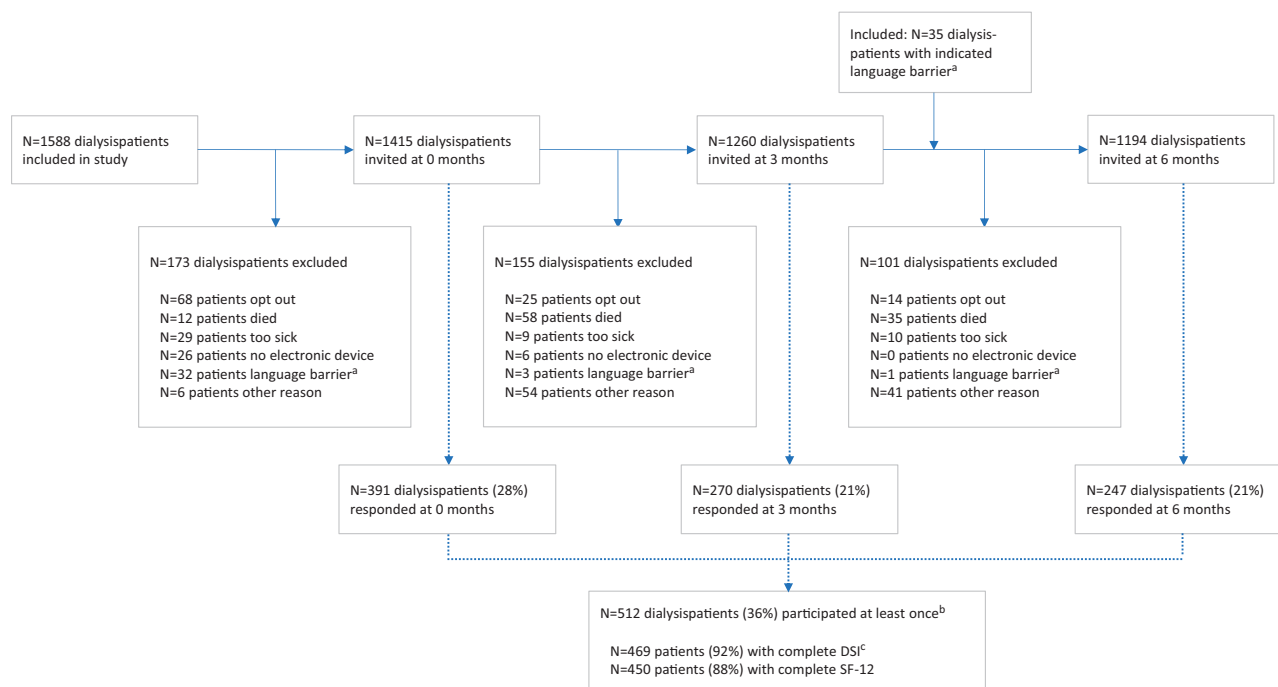 Included: N=35 dialysis-
patients with indicated
language barrierᵃ
N=1588 dialysispatients
included in study
N=1415 dialysispatients
invited at 0 months
N=1260 dialysispatients
invited at 3 months
N=1194 dialysispatients
invited at 6 months
N=173 dialysispatients excluded
N=68 patients opt out
N=12 patients died
N=29 patients too sick
N=26 patients no electronic device
N=32 patients language barrierᵃ
N=6 patients other reason
N=155 dialysispatients excluded
N=25 patients opt out
N=58 patients died
N=9 patients too sick
N=6 patients no electronic device
N=3 patients language barrierᵃ
N=54 patients other reason
N=101 dialysispatients excluded
N=14 patients opt out
N=35 patients died
N=10 patients too sick
N=0 patients no electronic device
N=1 patients language barrierᵃ
N=41 patients other reason
N=391 dialysispatients (28%)
responded at 0 months
N=270 dialysispatients (21%)
responded at 3 months
N=247 dialysispatients (21%)
responded at 6 months
N=512 dialysispatients (36%) participated at least onceᵇ
N=469 patients (92%) with complete DSIᶜ
N=450 patients (88%) with complete SF-12